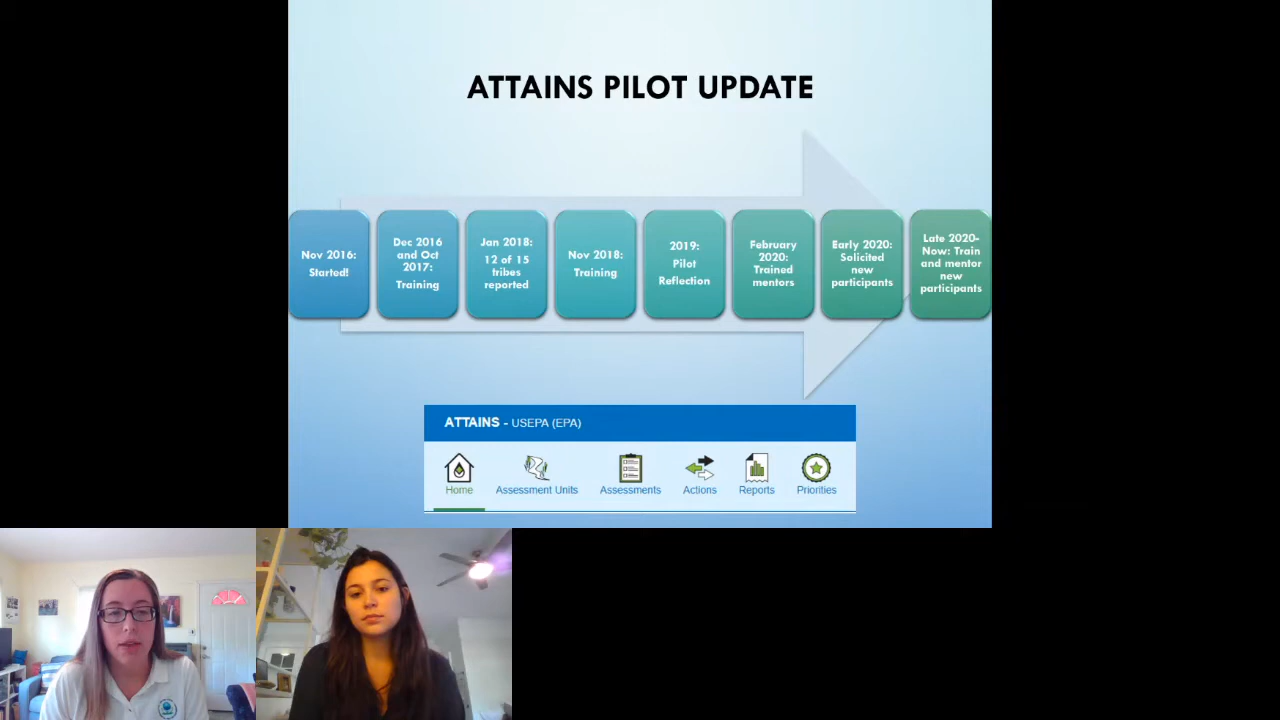 ATTAINS PILOT UPDATE
Nov 2016:
Started!
Dec 2016
and Oct
2017:
Training
Jan 2018:
12 of 15
tribes
reported
Nov 2018:
Training
2019:
Pilot
Reflection
February
2020:
Trained
mentors
Early 2020:
Solicited
new
participants
Late 2020-
Now: Train
and mentor
new
participants
ATTAINS - USEPA (EPA)
Home
Assessment Units
Assessments
Actions
Reports
Priorities